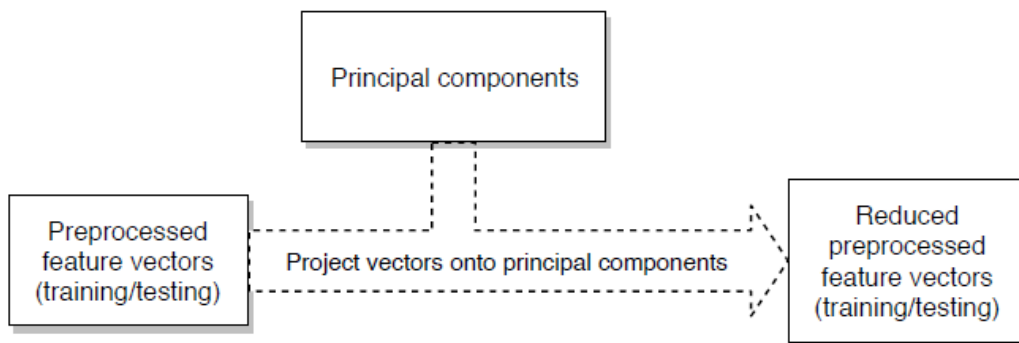 Principal components
Preprocessed
feature vectors
(training/testing)
Project vectors onto principal components
Reduced
preprocessed
feature vectors
(training/testing)